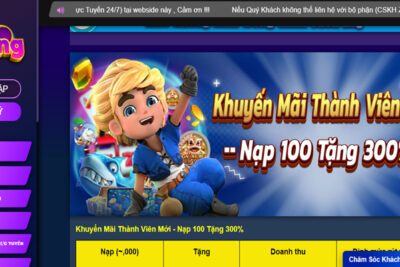 ực Tuyến 24/7) tại webside này , Cảm ơn !!! Nếu Quý Khách không thể liên hệ với bộ phận (CSKH
ng
ẬP
Ý
Khuyến Mãi Thành Viên
-- Nạp 100 Tặng 300%
Khuyến Mãi Thành Viên Mới - Nạp 100 Tặng 300%
Nạp (~,000) Tặng Doanh thu
Chăm Sóc Khách